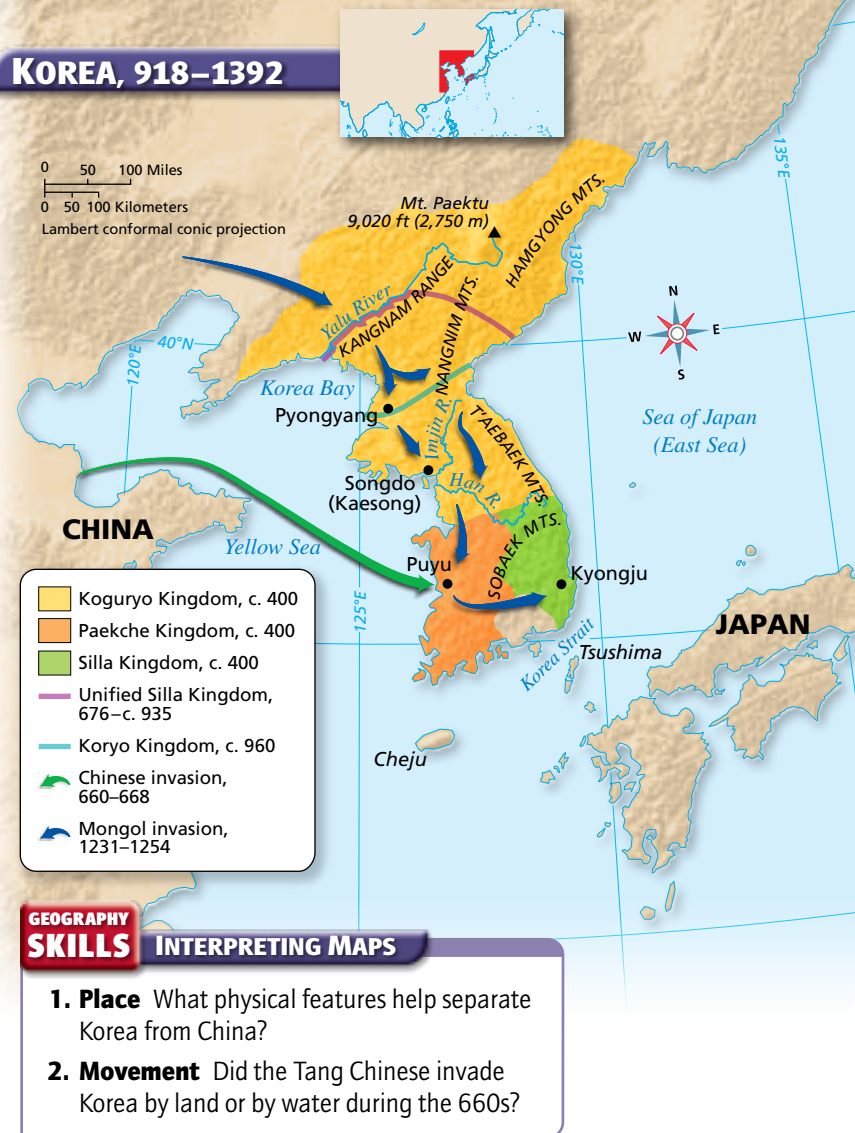 KOREA, 918–1392
0 50 100 Miles
0 50 100 Kilometers
Lambert conformal conic projection
135°E
Mt. Paektu
9,020 ft (2,750 m)
HAMGYONG MTS.
130°E
Yalu River
KANGNAM RANGE
NANGNIM MTS.
N
W E
S
40°N
120°E
Korea Bay
Pyongyang
Imjin R.
T'AEBAEK MTS.
Sea of Japan
(East Sea)
Songdo
(Kaesong)
Han R.
CHINA
Yellow Sea
SOBAEK MTS.
Puyu
Kyongju
125°E
JAPAN
Korea Strait
Tsushima
Cheju
Koguryo Kingdom, c. 400
Paekche Kingdom, c. 400
Silla Kingdom, c. 400
Unified Silla Kingdom,
676–c. 935
Koryo Kingdom, c. 960
Chinese invasion,
660–668
Mongol invasion,
1231–1254
GEOGRAPHY
SKILLS
INTERPRETING MAPS
1. Place What physical features help separate
Korea from China?
2. Movement Did the Tang Chinese invade
Korea by land or by water during the 660s?